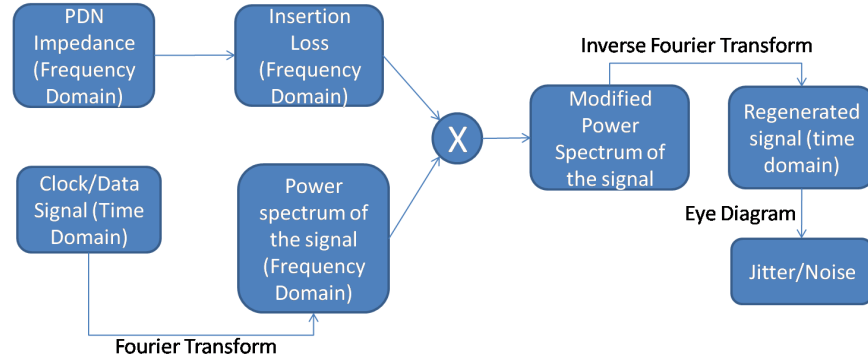 PDN
Impedance
(Frequency
Domain)
Insertion
Loss
(Frequency
Domain)
Clock/Data
Signal (Time
Domain)
Fourier Transform
Power
spectrum of
the signal
(Frequency
Domain)
X
Modified
Power
Spectrum of
the signal
Inverse Fourier Transform
Regenerated
signal (time
domain)
Eye Diagram
Jitter/Noise